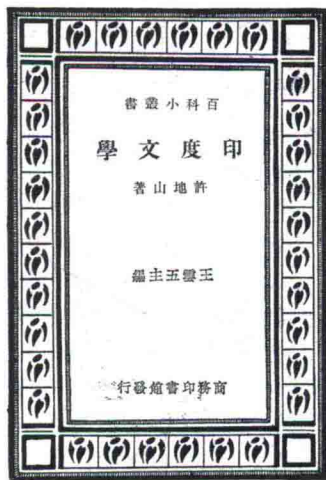 百科小叢書
印度文學
許地山著
王雲五主編
商務印書館發行